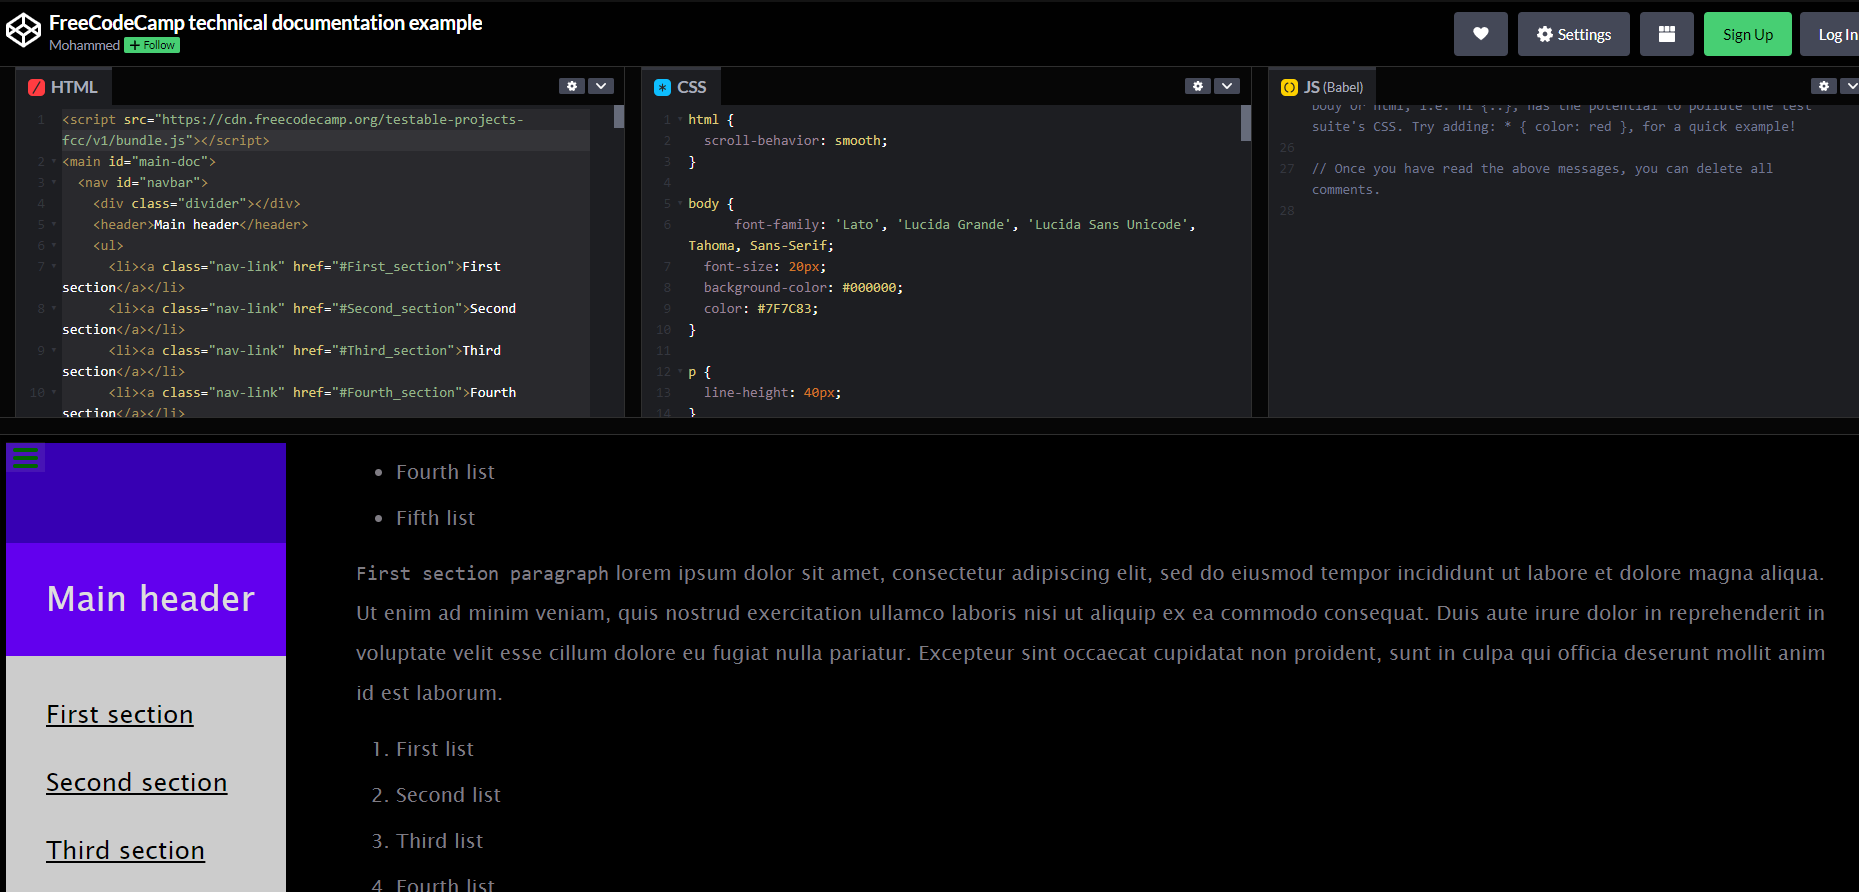 FreeCodeCamp technical documentation example
Mohammed + Follow
Settings
Sign Up
Log In
HTML
1 <script src="https://cdn.freecodecamp.org/testable-projects-
fcc/v1/bundle.js"></script>
2 <main id="main-doc">
3 <nav id="navbar">
4 <div class="divider"></div>
5 <header>Main header</header>
6 <ul>
7 <li><a class="nav-link" href="#First_section">First
section</a></li>
8 <li><a class="nav-link" href="#Second_section">Second
section</a></li>
9 <li><a class="nav-link" href="#Third_section">Third
section</a></li>
10 <li><a class="nav-link" href="#Fourth_section">Fourth
section</a></li>
CSS
1 html {
2 scroll-behavior: smooth;
3 }
4
5 body {
6 font-family: 'Lato', 'Lucida Grande', 'Lucida Sans Unicode',
Tahoma, Sans-Serif;
7 font-size: 20px;
8 background-color: #000000;
9 color: #7F7C83;
10 }
11
12 p {
13 line-height: 40px;
14 }
JS (Babel)
body or html, i.e. h1 {..}, has the potential to pollute the test
suite's CSS. Try adding: * { color: red }, for a quick example!
26
27 // Once you have read the above messages, you can delete all
comments.
28
Main header
First section
Second section
Third section
• Fourth list
• Fifth list
First section paragraph lorem ipsum dolor sit amet, consectetur adipiscing elit, sed do eiusmod tempor incididunt ut labore et dolore magna aliqua.
Ut enim ad minim veniam, quis nostrud exercitation ullamco laboris nisi ut aliquip ex ea commodo consequat. Duis aute irure dolor in reprehenderit in
voluptate velit esse cillum dolore eu fugiat nulla pariatur. Excepteur sint occaecat cupidatat non proident, sunt in culpa qui officia deserunt mollit anim
id est laborum.
1. First list
2. Second list
3. Third list
4. Fourth list